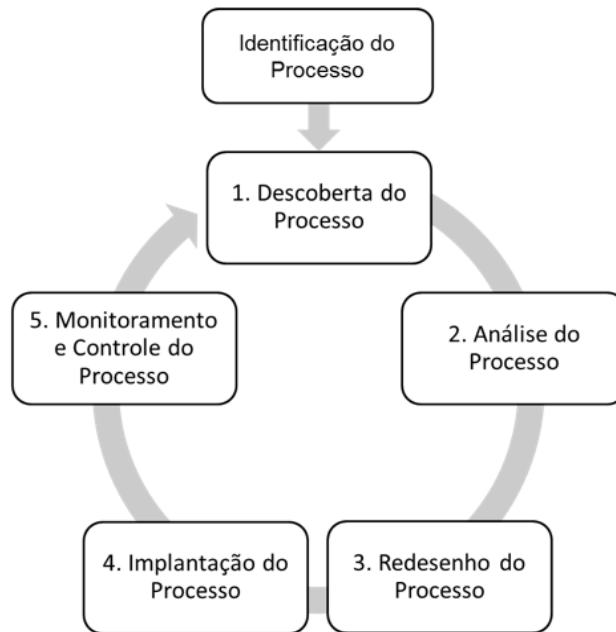 Identificação do
Processo
1. Descoberta do
Processo
2. Análise do
Processo
3. Redesenho do
Processo
4. Implantação do
Processo
5. Monitoramento
e Controle do
Processo